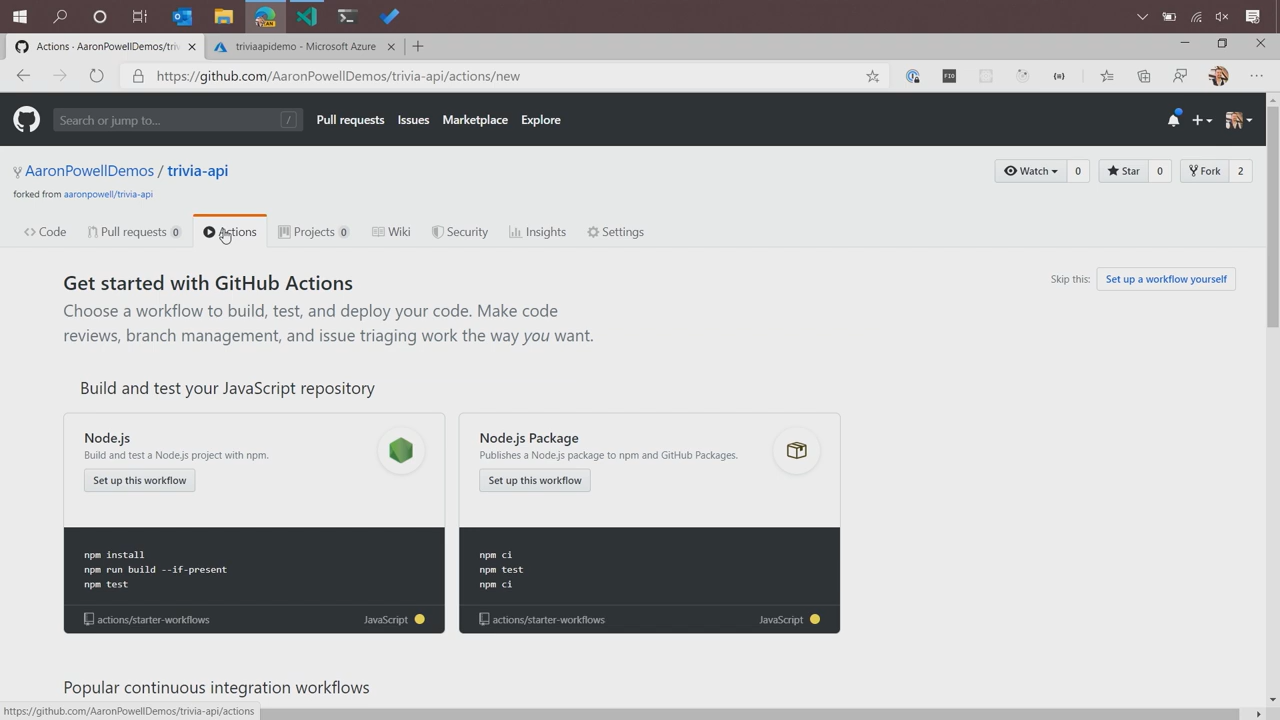 Actions · AaronPowellDemos/triv
triviaapidemo - Microsoft Azure
https://github.com/AaronPowellDemos/trivia-api/actions/new
Search or jump to...
/
Pull requests
Issues
Marketplace
Explore
AaronPowellDemos / trivia-api
forked from aaronpowell/trivia-api
Watch
0
Star
0
Fork
2
Code
Pull requests 0
Actions
Projects 0
Wiki
Security
Insights
Settings
Get started with GitHub Actions
Choose a workflow to build, test, and deploy your code. Make code
reviews, branch management, and issue triaging work the way you want.
Skip this:
Set up a workflow yourself
Build and test your JavaScript repository
Node.js
Build and test a Node.js project with npm.
Set up this workflow
npm install
npm run build --if-present
npm test
actions/starter-workflows
JavaScript
Node.js Package
Publishes a Node.js package to npm and GitHub Packages.
Set up this workflow
npm ci
npm test
npm ci
actions/starter-workflows
JavaScript
Popular continuous integration workflows
https://github.com/AaronPowellDemos/trivia-api/actions